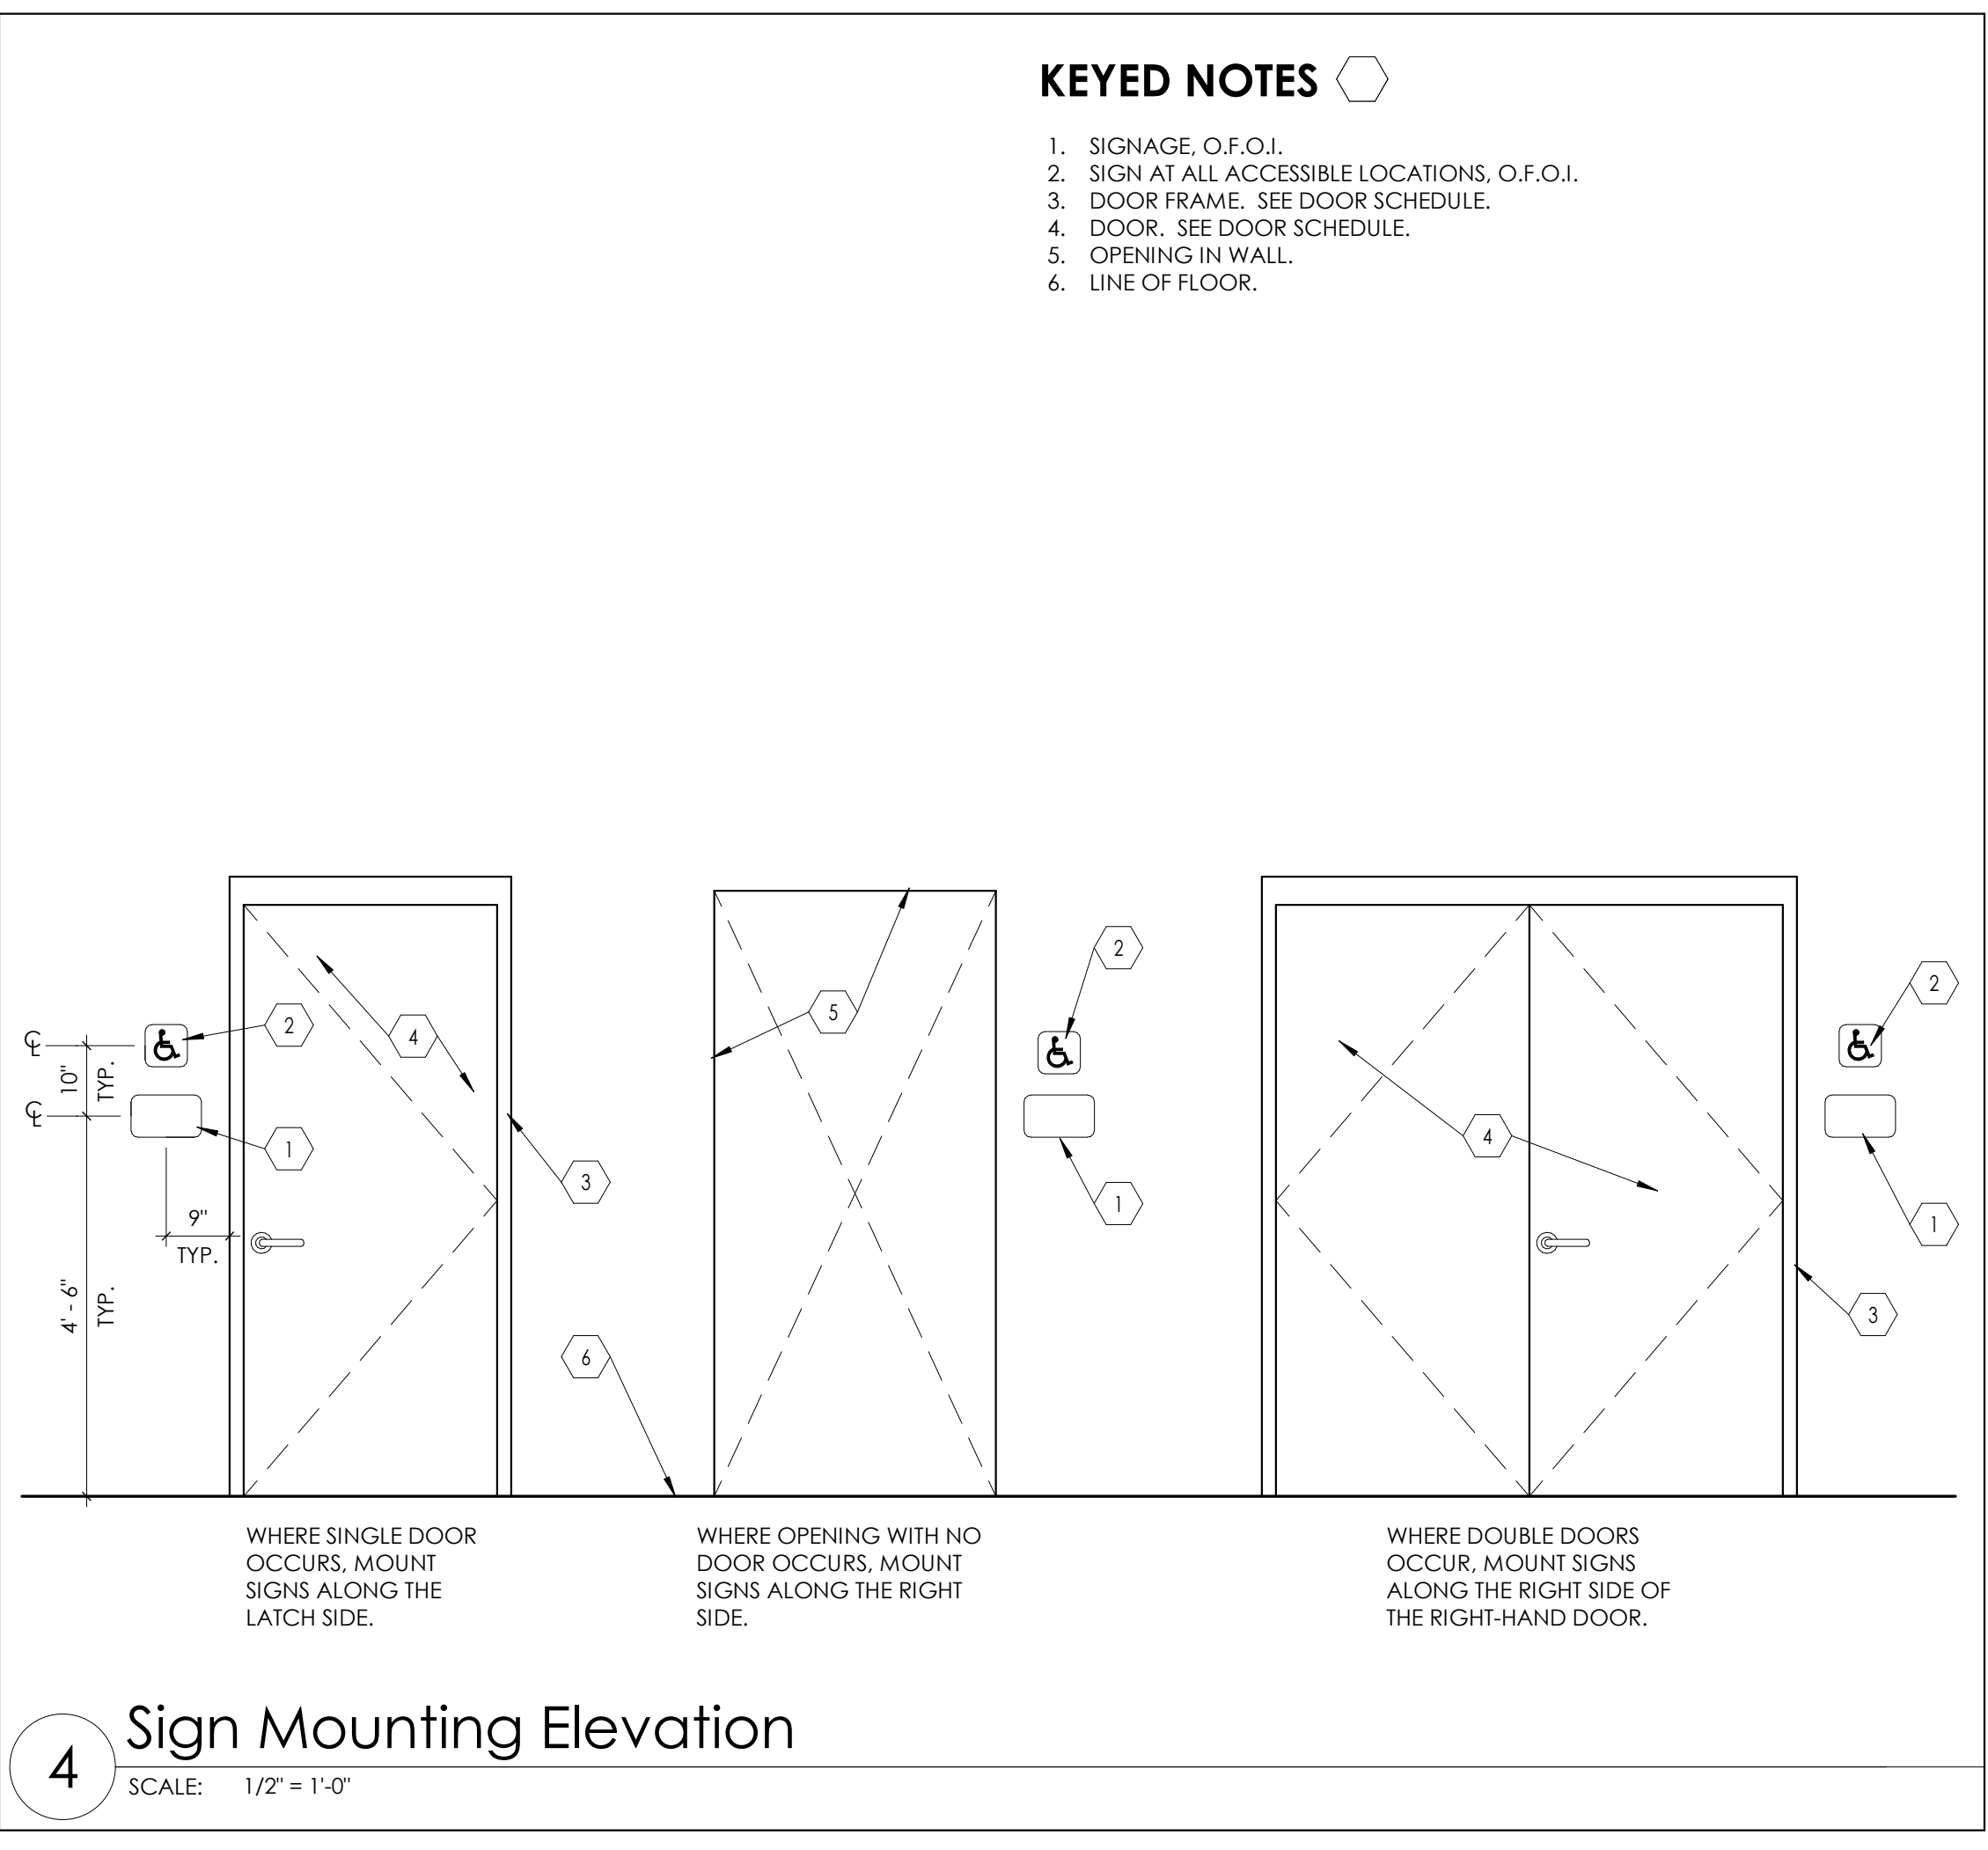 KEYED NOTES
1. SIGNAGE, O.F.O.I.
2. SIGN AT ALL ACCESSIBLE LOCATIONS, O.F.O.I.
3. DOOR FRAME. SEE DOOR SCHEDULE.
4. DOOR. SEE DOOR SCHEDULE.
5. OPENING IN WALL.
6. LINE OF FLOOR.
2
2
2
4
5
℄
10"
TYP.
℄
1
3
4
1
1
9"
TYP.
4' - 6"
TYP.
6
3
WHERE SINGLE DOOR
OCCURS, MOUNT
SIGNS ALONG THE
LATCH SIDE.
WHERE OPENING WITH NO
DOOR OCCURS, MOUNT
SIGNS ALONG THE RIGHT
SIDE.
WHERE DOUBLE DOORS
OCCUR, MOUNT SIGNS
ALONG THE RIGHT SIDE OF
THE RIGHT-HAND DOOR.
4
Sign Mounting Elevation
SCALE: 1/2" = 1'-0"